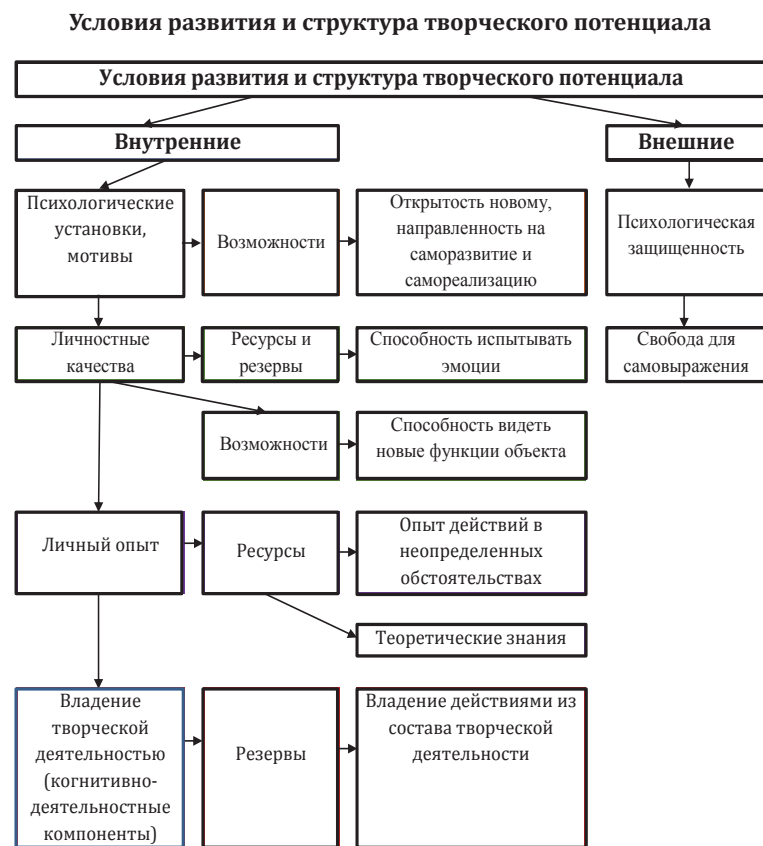 Условия развития и структура творческого потенциала
Условия развития и структура творческого потенциала
Внутренние
Внешние
Психологические
установки,
мотивы
Возможности
Открытость новому,
направленность на
саморазвитие и
самореализацию
Психологическая
защищенность
Личностные
качества
Ресурсы и
резервы
Способность испытывать
эмоции
Свобода для
самовыражения
Возможности
Способность видеть
новые функции объекта
Личный опыт
Ресурсы
Опыт действий в
неопределенных
обстоятельствах
Теоретические знания
Владение
творческой
деятельностью
(когнитивно-
деятельностные
компоненты)
Резервы
Владение действиями из
состава творческой
деятельности